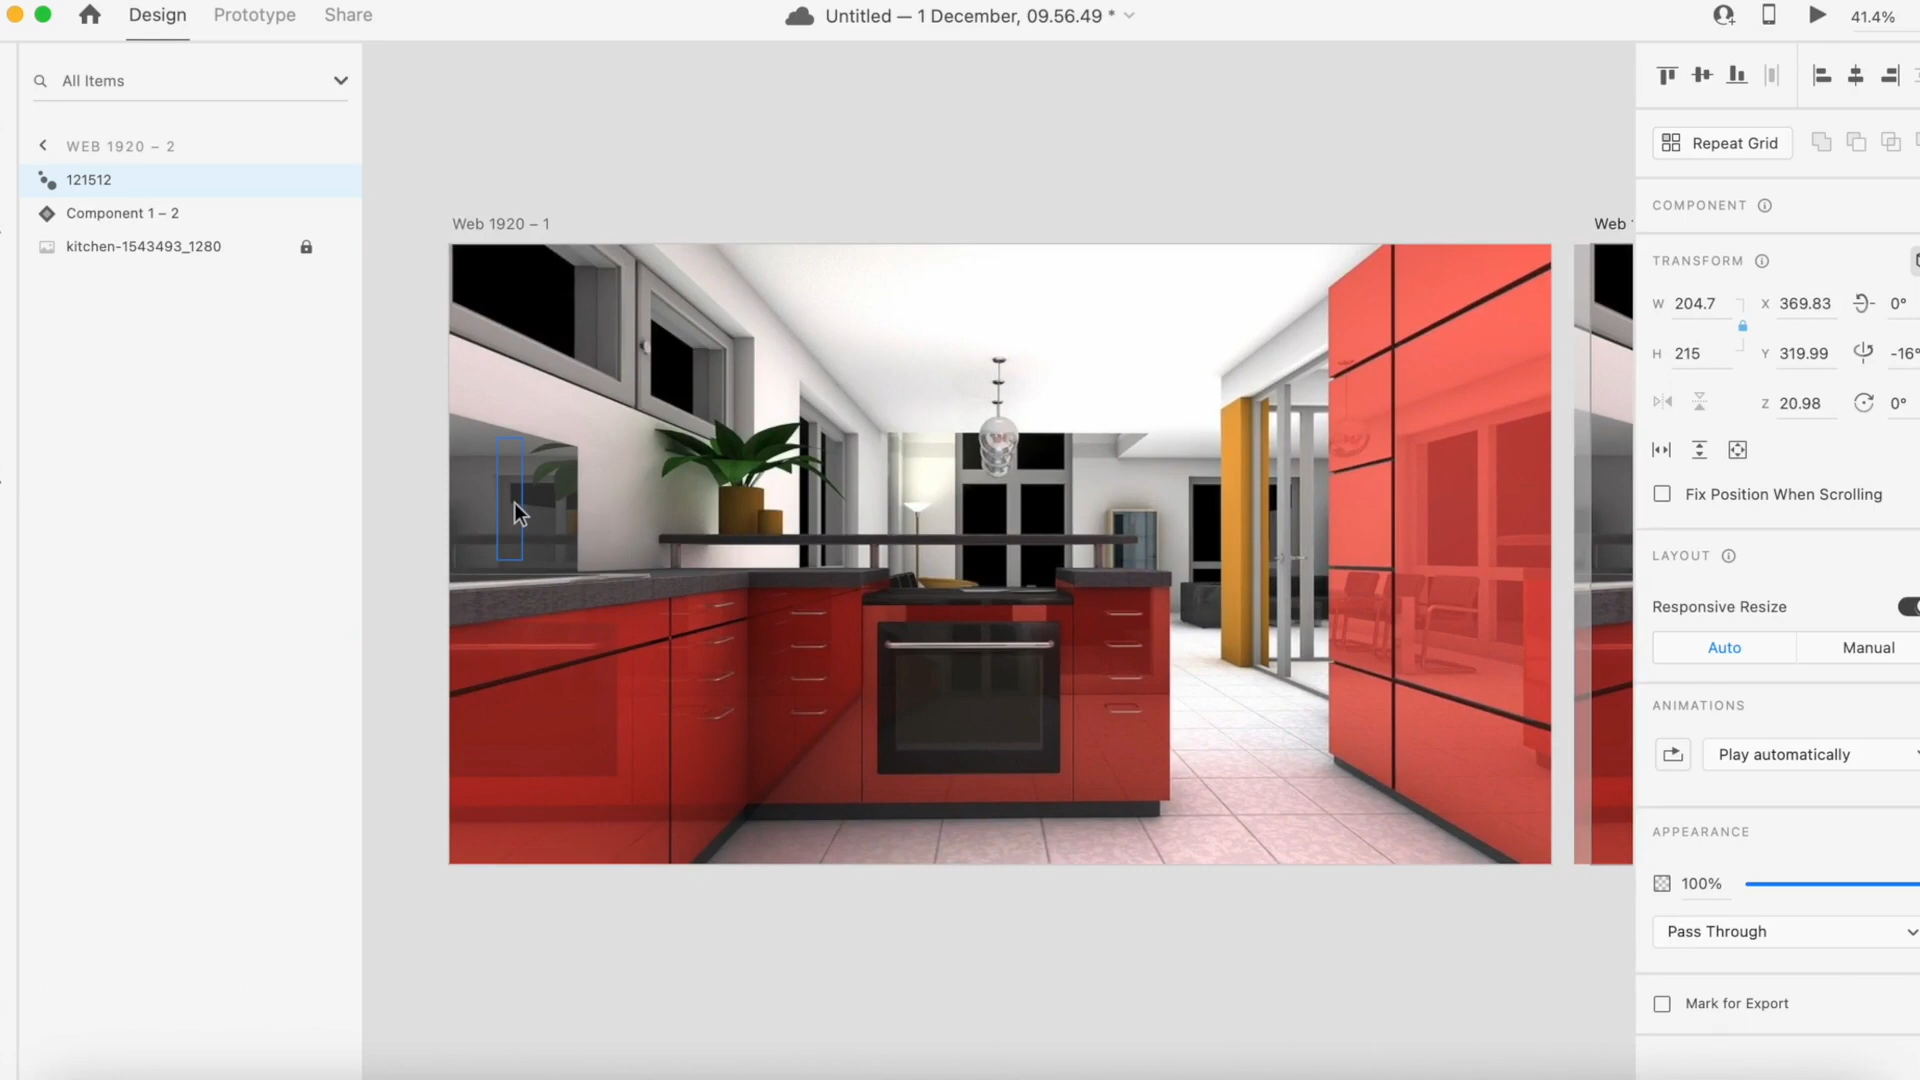 Design Prototype Share
Untitled — 1 December, 09.56.49 *
41.4%
All Items
WEB 1920 – 2
121512
Component 1 – 2
kitchen-1543493_1280
Web 1920 – 1
Web
Repeat Grid
COMPONENT
TRANSFORM
W 204.7 X 369.83 0°
H 215 Y 319.99 -16°
Z 20.98 0°
Fix Position When Scrolling
LAYOUT
Responsive Resize
Auto Manual
ANIMATIONS
Play automatically
APPEARANCE
100%
Pass Through
Mark for Export